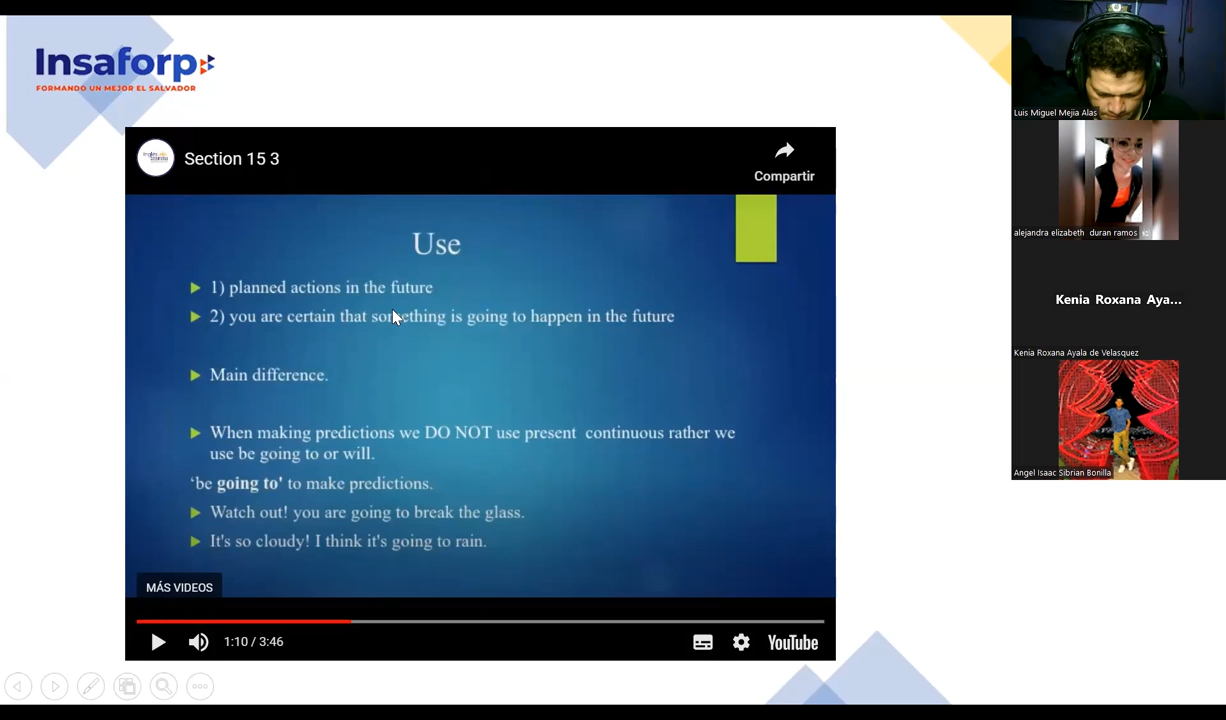 Insaforp
FORMANDO UN MEJOR EL SALVADOR
Section 15 3
Compartir
Use
1) planned actions in the future
2) you are certain that something is going to happen in the future
Main difference.
When making predictions we DO NOT use present continuous rather we
use be going to or will.
‘be going to' to make predictions.
Watch out! you are going to break the glass.
It's so cloudy! I think it's going to rain.
MÁS VIDEOS
1:10 / 3:46
YouTube
Luis Miguel Mejia Alas
alejandra elizabeth duran ramos
Kenia Roxana Aya...
Kenia Roxana Ayala de Velasquez
Angel Isaac Sibrian Bonilla